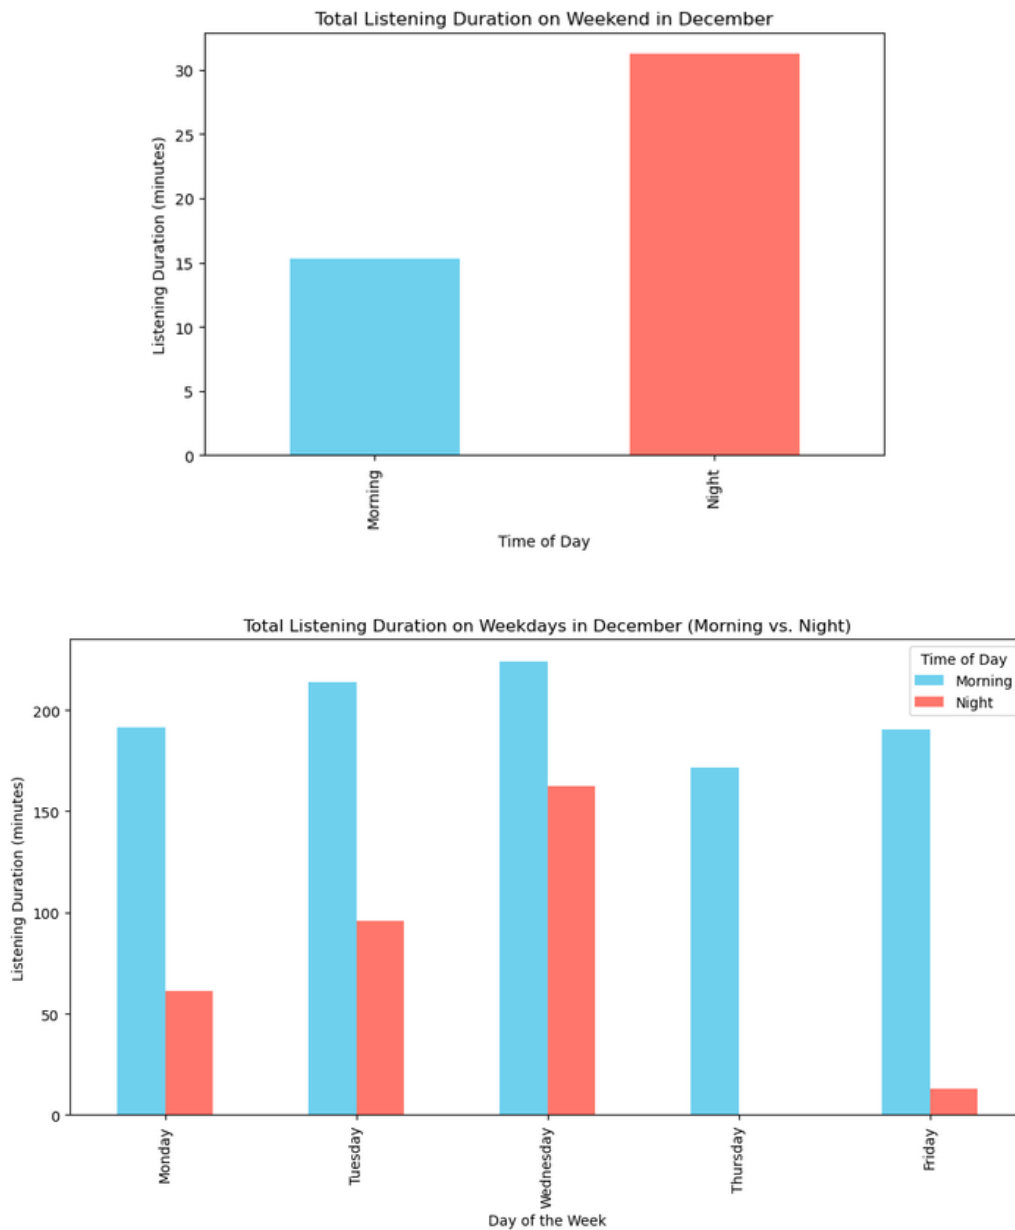 Total Listening Duration on Weekend in December
30
25
20
15
10
5
0
Listening Duration (minutes)
Morning
Night
Time of Day
Total Listening Duration on Weekdays in December (Morning vs. Night)
Time of Day
Morning
Night
200
150
100
50
0
Listening Duration (minutes)
Monday
Tuesday
Wednesday
Thursday
Friday
Day of the Week